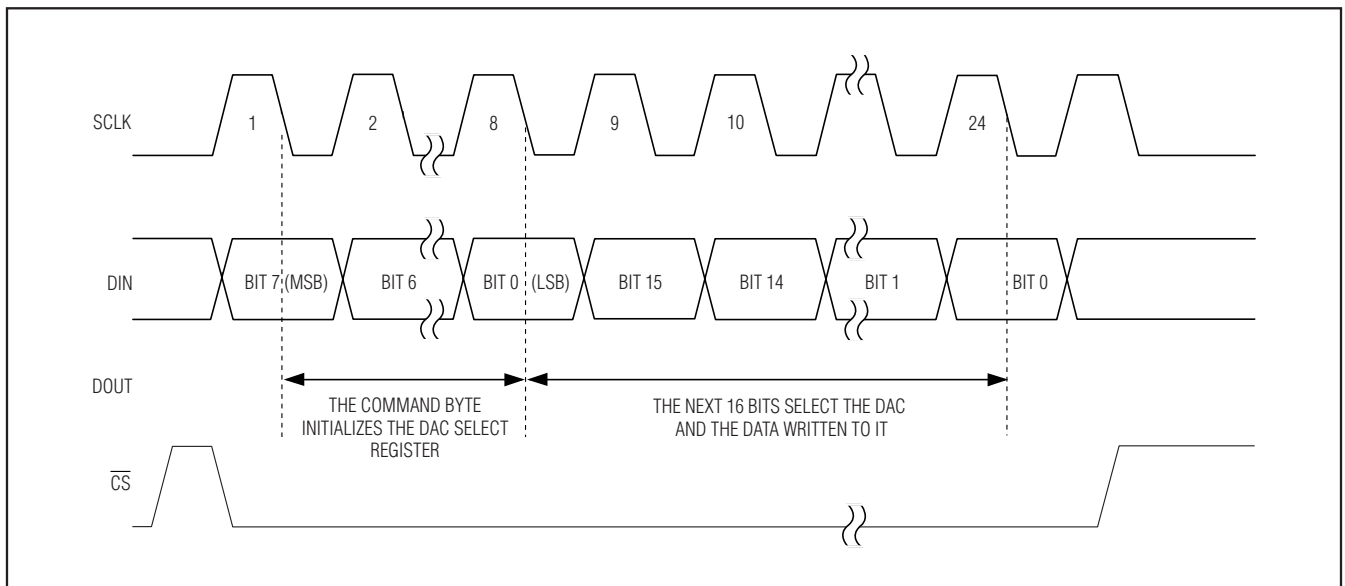 SCLK
1
2
8
9
10
24
DIN
BIT 7 (MSB)
BIT 6
BIT 0 (LSB)
BIT 15
BIT 14
BIT 1
BIT 0
DOUT
THE COMMAND BYTE
INITIALIZES THE DAC SELECT
REGISTER
THE NEXT 16 BITS SELECT THE DAC
AND THE DATA WRITTEN TO IT
CS